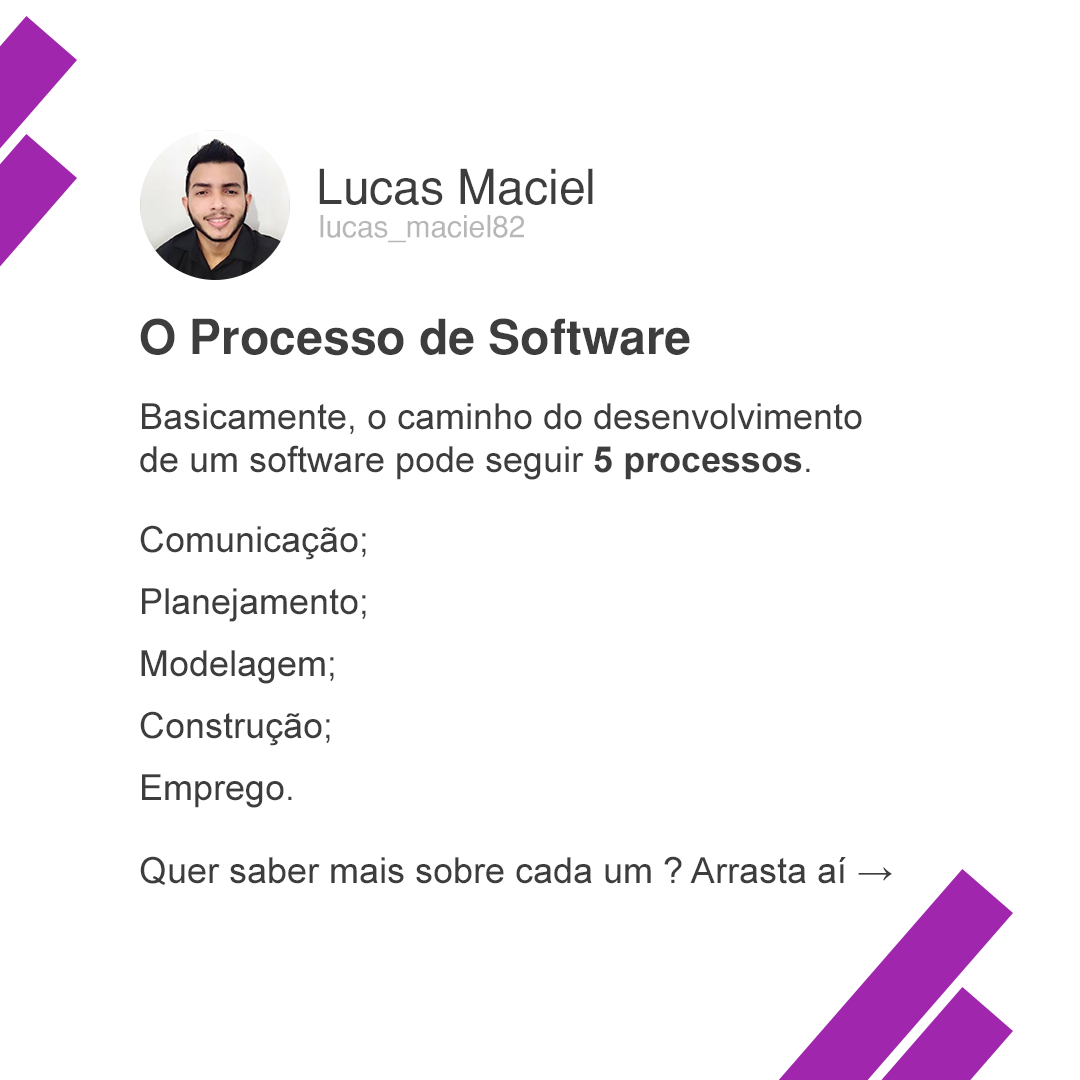 Lucas Maciel
lucas_maciel82
O Processo de Software
Basicamente, o caminho do desenvolvimento
de um software pode seguir 5 processos.
Comunicação;
Planejamento;
Modelagem;
Construção;
Emprego.
Quer saber mais sobre cada um ? Arrasta aí →